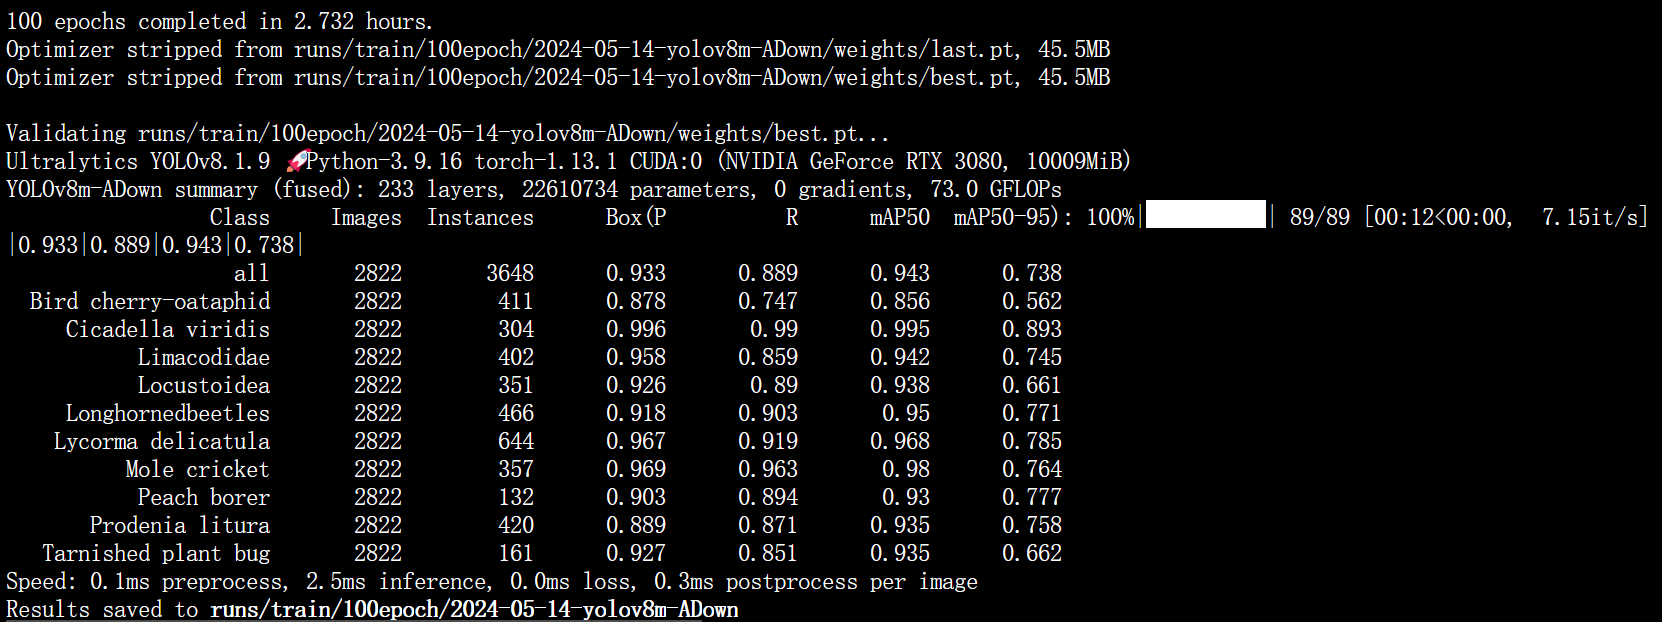 100 epochs completed in 2.732 hours.
Optimizer stripped from runs/train/100epoch/2024-05-14-yolov8m-ADown/weights/last.pt, 45.5MB
Optimizer stripped from runs/train/100epoch/2024-05-14-yolov8m-ADown/weights/best.pt, 45.5MB
Validating runs/train/100epoch/2024-05-14-yolov8m-ADown/weights/best.pt...
Ultralytics YOLOv8.1.9 🚀Python-3.9.16 torch-1.13.1 CUDA:0 (NVIDIA GeForce RTX 3080, 10009MiB)
YOLOv8m-ADown summary (fused): 233 layers, 22610734 parameters, 0 gradients, 73.0 GFLOPs
Class Images Instances Box(P R mAP50 mAP50-95): 100%|██████████| 89/89 [00:12<00:00, 7.15it/s]
|0.933|0.889|0.943|0.738|
all 2822 3648 0.933 0.889 0.943 0.738
Bird cherry-oataphid 2822 411 0.878 0.747 0.856 0.562
Cicadella viridis 2822 304 0.996 0.99 0.995 0.893
Limacodidae 2822 402 0.958 0.859 0.942 0.745
Locustoidea 2822 351 0.926 0.89 0.938 0.661
Longhornedbeetles 2822 466 0.918 0.903 0.95 0.771
Lycorma delicatula 2822 644 0.967 0.919 0.968 0.785
Mole cricket 2822 357 0.969 0.963 0.98 0.764
Peach borer 2822 132 0.903 0.894 0.93 0.777
Prodenia litura 2822 420 0.889 0.871 0.935 0.758
Tarnished plant bug 2822 161 0.927 0.851 0.935 0.662
Speed: 0.1ms preprocess, 2.5ms inference, 0.0ms loss, 0.3ms postprocess per image
Results saved to runs/train/100epoch/2024-05-14-yolov8m-ADown